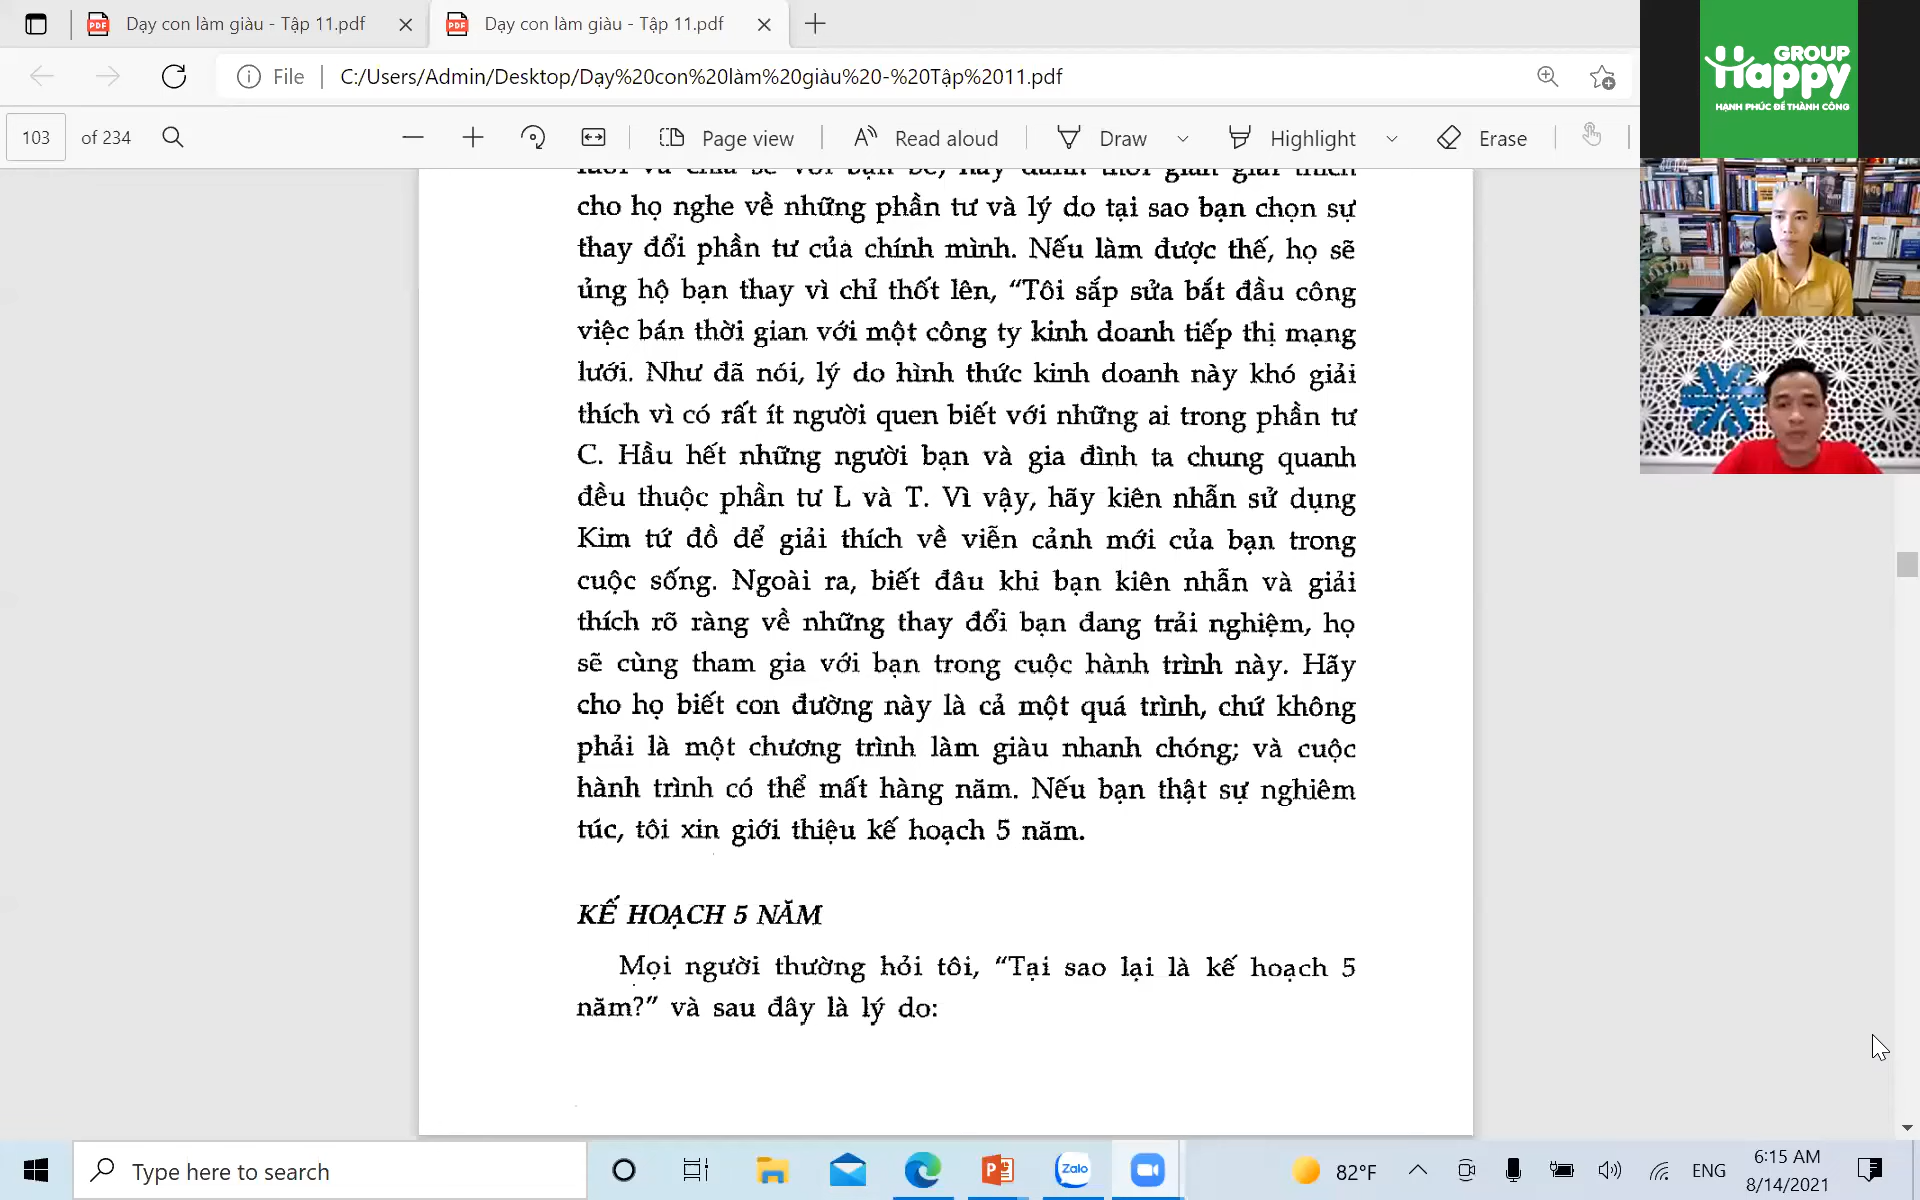 Dạy con làm giàu - Tập 11.pdf
Dạy con làm giàu - Tập 11.pdf
File
C:/Users/Admin/Desktop/Dạy%20con%20làm%20giàu%20-%20Tập%2011.pdf
103 of 234
Page view
Read aloud
Draw
Highlight
Erase
GROUP
Happy
HẠNH PHÚC ĐỂ THÀNH CÔNG
lưới và chia sẻ với bạn bè, hãy dành thời gian giải thích
cho họ nghe về những phần tư và lý do tại sao bạn chọn sự
thay đổi phần tư của chính mình. Nếu làm được thế, họ sẽ
ủng hộ bạn thay vì chỉ thốt lên, “Tôi sắp sửa bắt đầu công
việc bán thời gian với một công ty kinh doanh tiếp thị mạng
lưới. Như đã nói, lý do hình thức kinh doanh này khó giải
thích vì có rất ít người quen biết với những ai trong phần tư
C. Hầu hết những người bạn và gia đình ta chung quanh
đều thuộc phần tư L và T. Vì vậy, hãy kiên nhẫn sử dụng
Kim tứ đồ để giải thích về viễn cảnh mới của bạn trong
cuộc sống. Ngoài ra, biết đâu khi bạn kiên nhẫn và giải
thích rõ ràng về những thay đổi bạn đang trải nghiệm, họ
sẽ cùng tham gia với bạn trong cuộc hành trình này. Hãy
cho họ biết con đường này là cả một quá trình, chứ không
phải là một chương trình làm giàu nhanh chóng; và cuộc
hành trình có thể mất hàng năm. Nếu bạn thật sự nghiêm
túc, tôi xin giới thiệu kế hoạch 5 năm.
KẾ HOẠCH 5 NĂM
Mọi người thường hỏi tôi, “Tại sao lại là kế hoạch 5
năm?” và sau đây là lý do:
Type here to search
Zalo
82°F
ENG
6:15 AM
8/14/2021